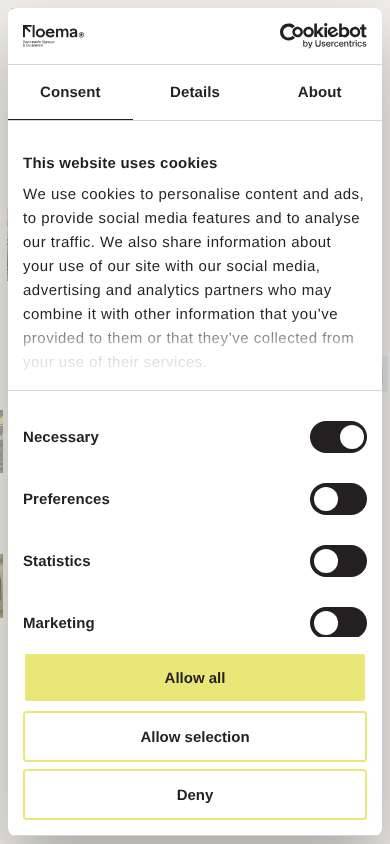 Floema®
Cookiebot
by Usercentrics
Consent
Details
About
This website uses cookies
We use cookies to personalise content and ads,
to provide social media features and to analyse
our traffic. We also share information about
your use of our site with our social media,
advertising and analytics partners who may
combine it with other information that you've
provided to them or that they've collected from
your use of their services.
Necessary
Preferences
Statistics
Marketing
Allow all
Allow selection
Deny